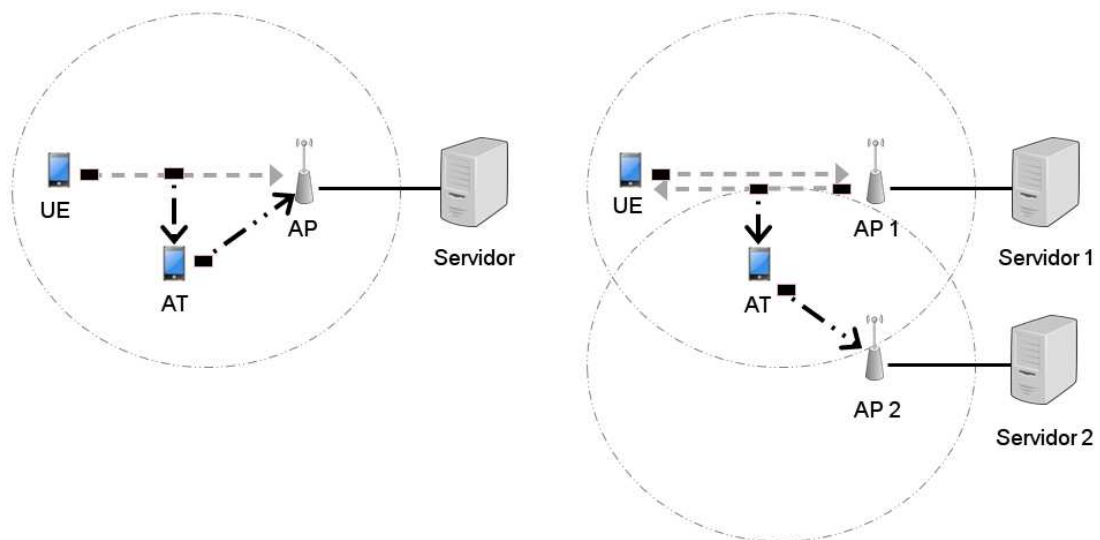 UE
AP
AT
Servidor
UE
AP 1
AT
Servidor 1
AP 2
Servidor 2